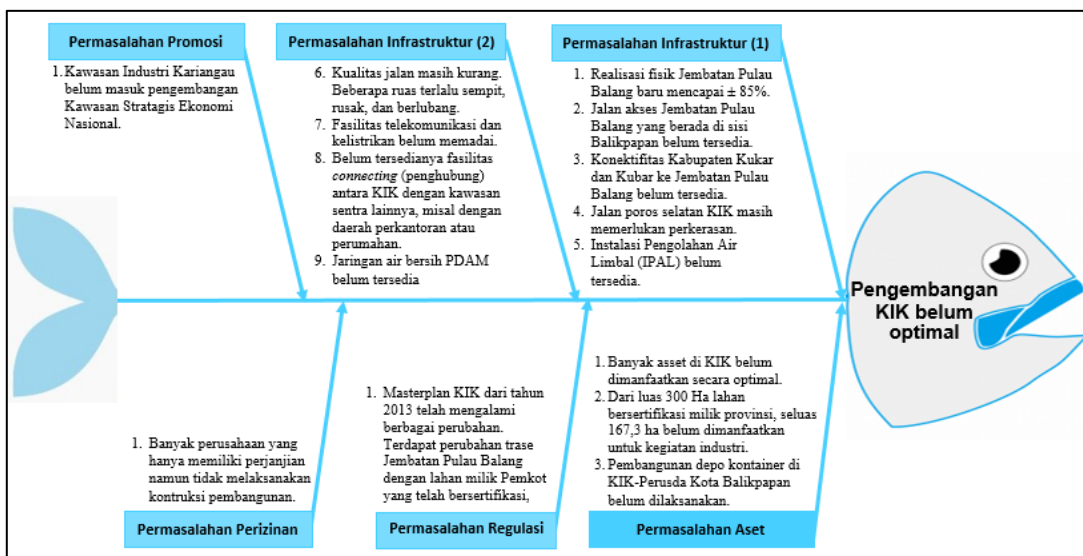 Permasalahan Promosi
1. Kawasan Industri Kariangau
belum masuk pengembangan
Kawasan Stratagis Ekonomi
Nasional.
Permasalahan Infrastruktur (2)
6. Kualitas jalan masih kurang.
Beberapa ruas terlalu sempit,
rusak, dan berlubang.
7. Fasilitas telekomunikasi dan
kelistrikan belum memadai.
8. Belum tersedianya fasilitas
connecting (penghubung)
antara KIK dengan kawasan
sentra lainnya, misal dengan
daerah perkantoran atau
perumahan.
9. Jaringan air bersih PDAM
belum tersedia
Permasalahan Infrastruktur (1)
1. Realisasi fisik Jembatan Pulau
Balang baru mencapai ± 85%.
2. Jalan akses Jembatan Pulau
Balang yang berada di sisi
Balikpapan belum tersedia.
3. Konektifitas Kabupaten Kukar
dan Kubar ke Jembatan Pulau
Balang belum tersedia.
4. Jalan poros selatan KIK masih
memerlukan perkerasan.
5. Instalasi Pengolahan Air
Limbal (IPAL) belum
tersedia.
Pengembangan
KIK belum
optimal
1. Banyak perusahaan yang
hanya memiliki perjanjian
namun tidak melaksanakan
kontruksi pembangunan.
Permasalahan Perizinan
1. Masterplan KIK dari tahun
2013 telah mengalami
berbagai perubahan.
Terdapat perubahan trase
Jembatan Pulau Balang
dengan lahan milik Pemkot
yang telah bersertifikasi,
Permasalahan Regulasi
1. Banyak asset di KIK belum
dimanfaatkan secara optimal.
2. Dari luas 300 Ha lahan
bersertifikasi milik provinsi, seluas
167,3 ha belum dimanfaatkan
untuk kegiatan industri.
3. Pembangunan depo kontainer di
KIK-Perusda Kota Balikpapan
belum dilaksanakan.
Permasalahan Aset